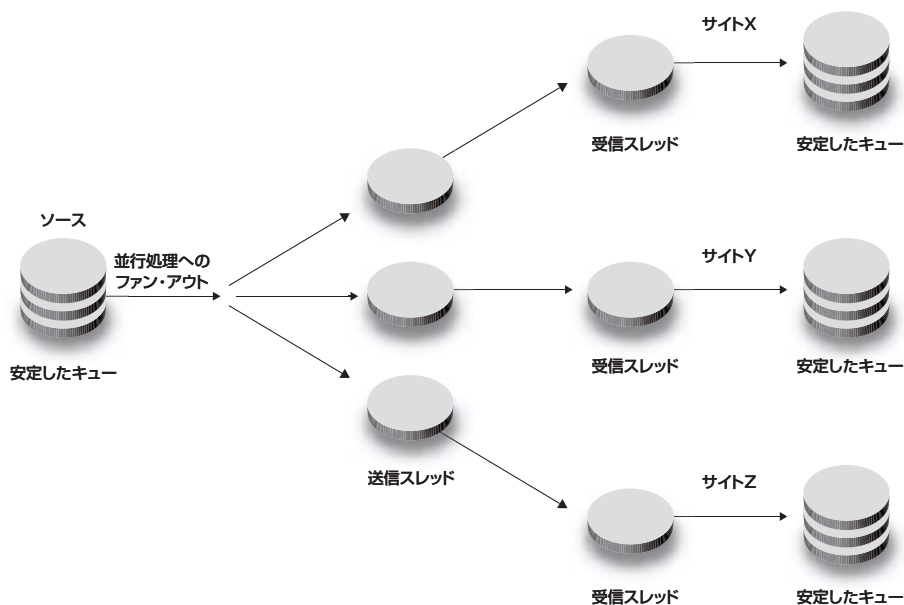 サイトX
受信スレッド
安定したキュー
ソース
並行処理への
ファン・アウト
安定したキュー
サイトY
受信スレッド
安定したキュー
送信スレッド
サイトZ
受信スレッド
安定したキュー